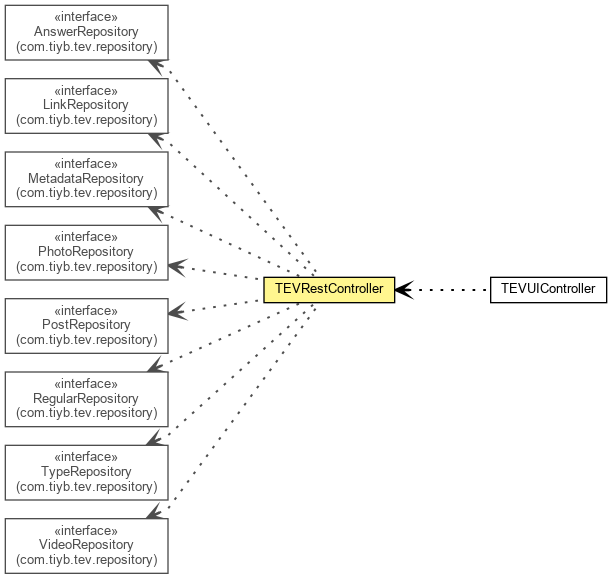 «interface»
AnswerRepository
(com.tiyb.tev.repository)
«interface»
LinkRepository
(com.tiyb.tev.repository)
«interface»
MetadataRepository
(com.tiyb.tev.repository)
«interface»
PhotoRepository
(com.tiyb.tev.repository)
«interface»
PostRepository
(com.tiyb.tev.repository)
«interface»
RegularRepository
(com.tiyb.tev.repository)
«interface»
TypeRepository
(com.tiyb.tev.repository)
«interface»
VideoRepository
(com.tiyb.tev.repository)
TEVRestController
TEVUIController